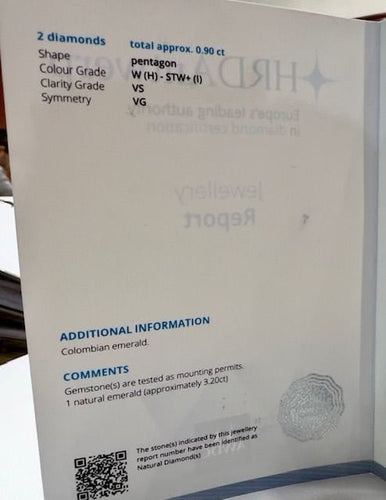 2 diamonds total approx. 0.90 ct
Shape pentagon
Colour Grade W (H) - STW+ (I)
Clarity Grade VS
Symmetry VG
HRD Antwerp
Europe's leading authority
in diamond certification
Jewellery
Report
ADDITIONAL INFORMATION
Colombian emerald.
COMMENTS
Gemstone(s) are tested as mounting permits.
1 natural emerald (approximately 3.20ct)
The stone(s) indicated by this jewellery
report number have been identified as
Natural Diamond(s)